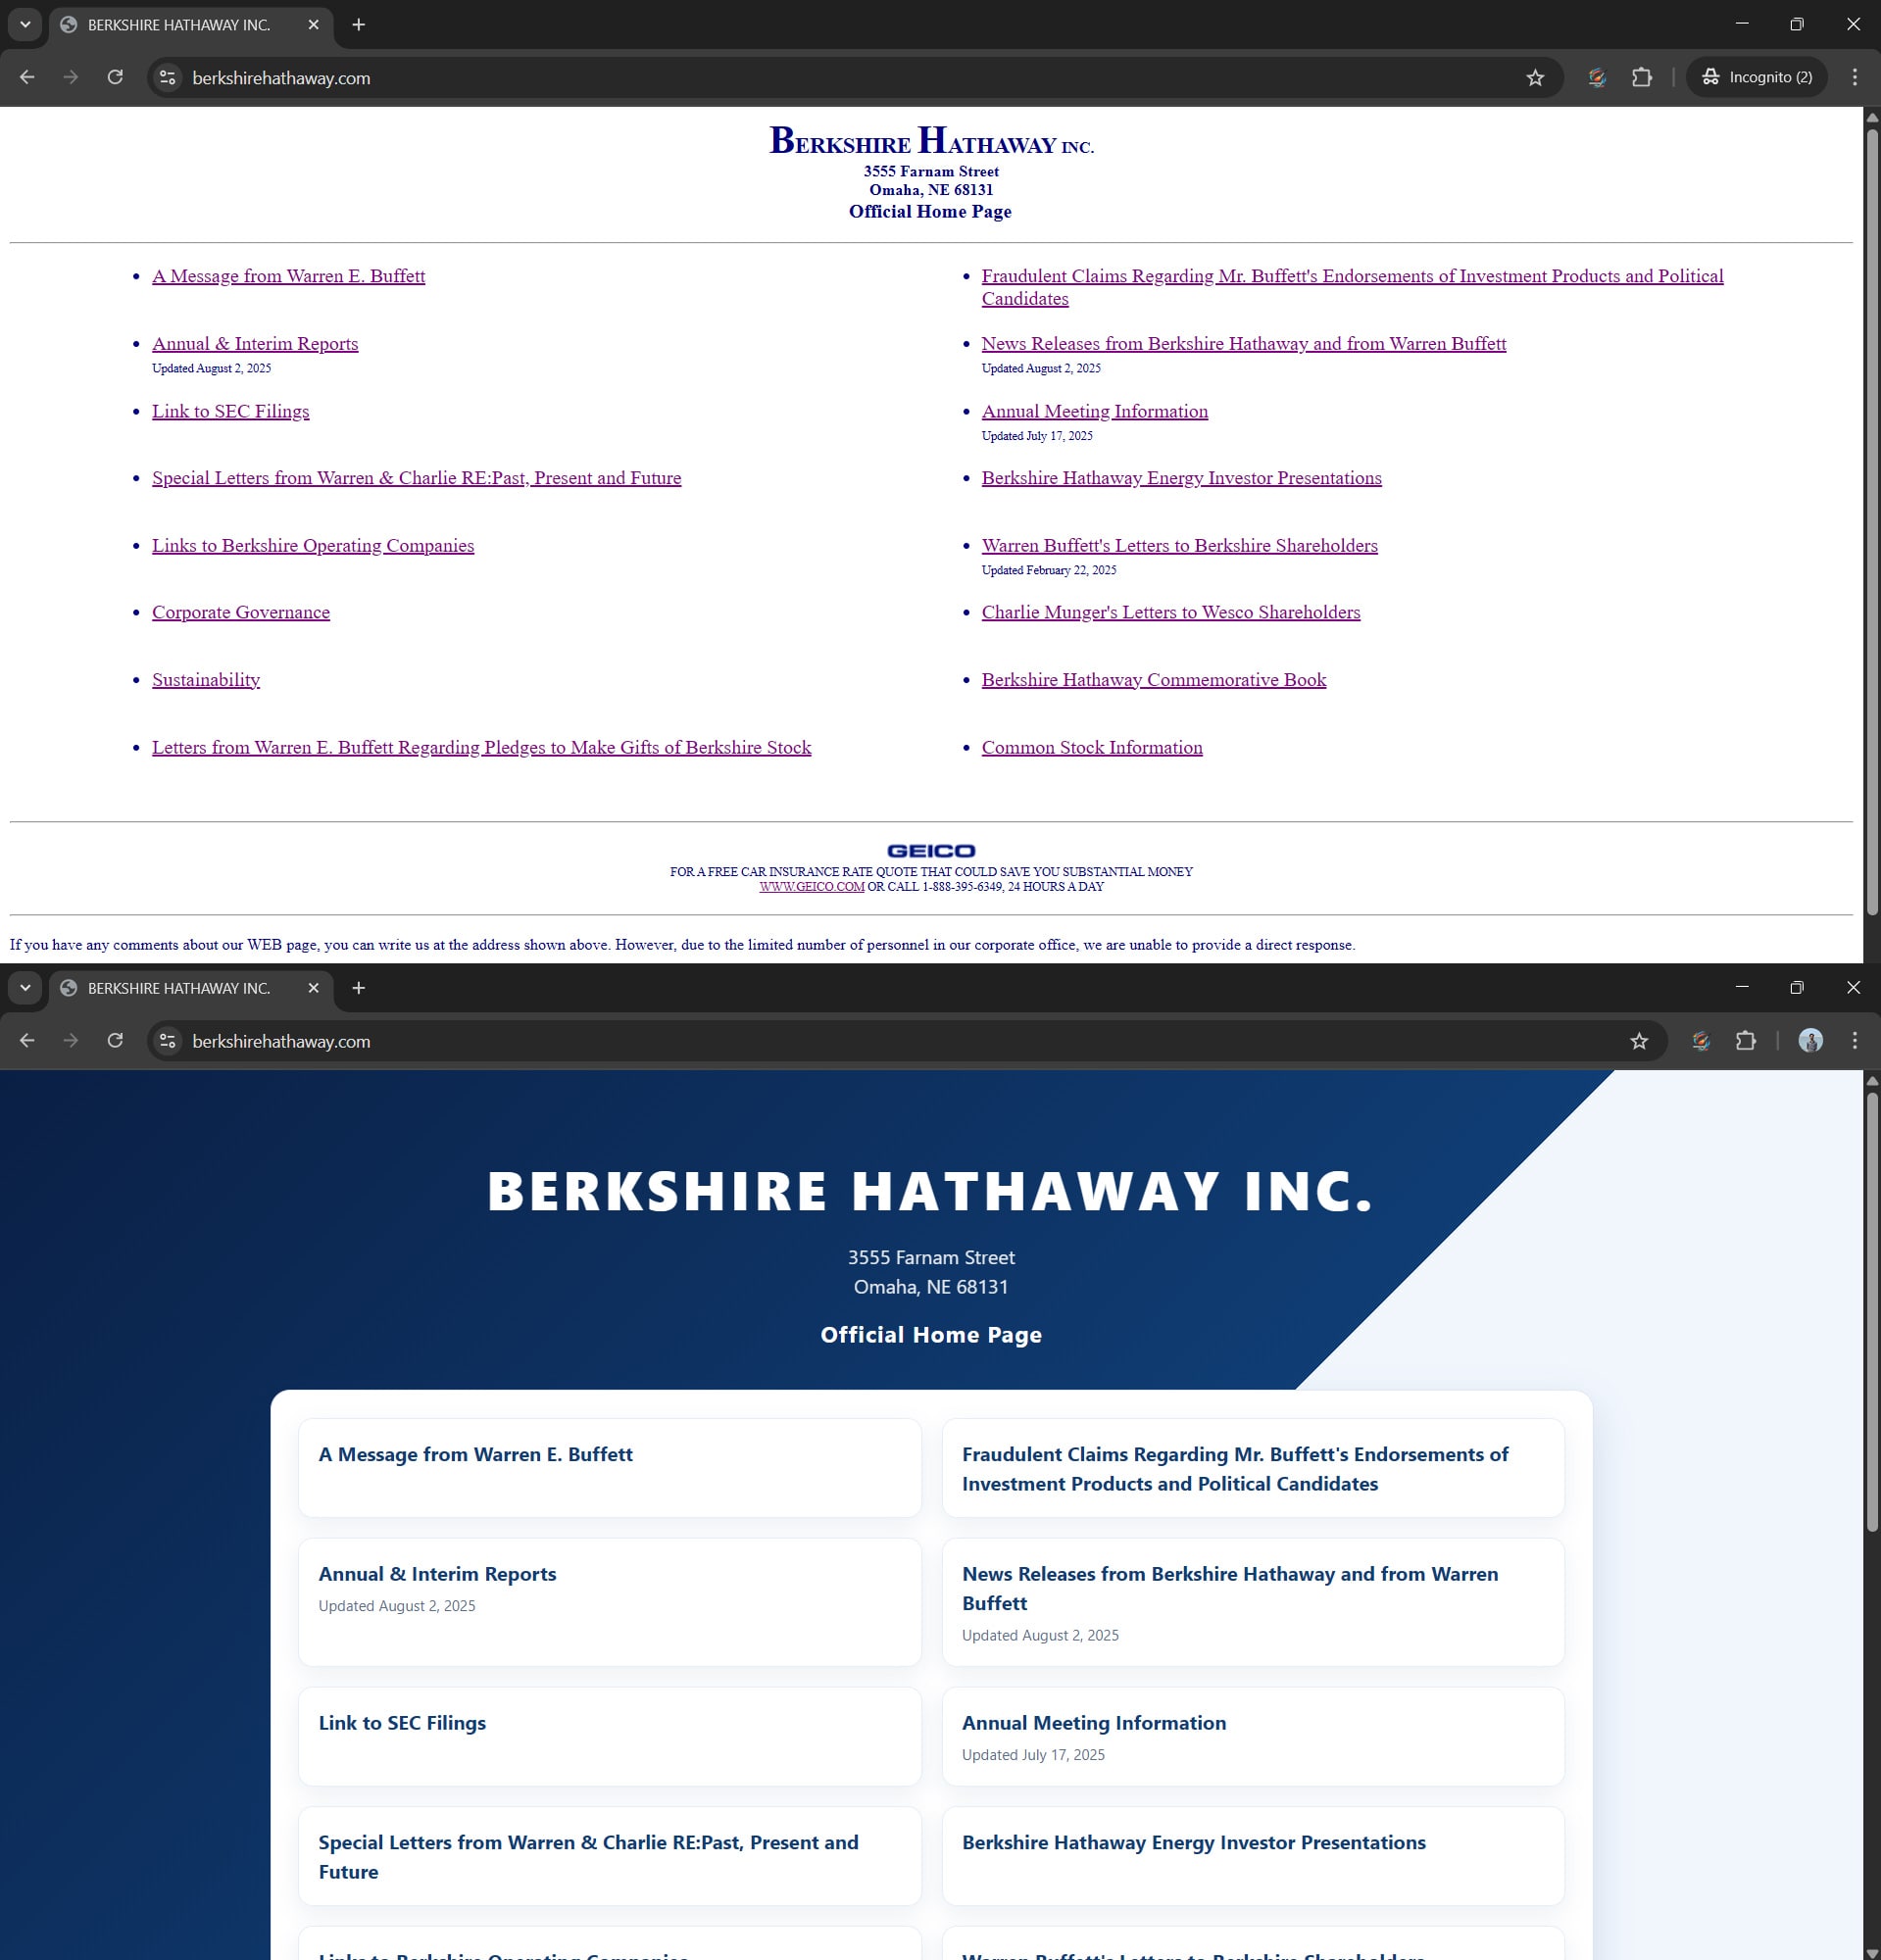 BERKSHIRE HATHAWAY INC.
berkshirehathaway.com
Incognito (2)
BERKSHIRE HATHAWAY INC.
3555 Farnam Street
Omaha, NE 68131
Official Home Page
A Message from Warren E. Buffett
Fraudulent Claims Regarding Mr. Buffett's Endorsements of Investment Products and Political
Candidates
Annual & Interim Reports
Updated August 2, 2025
News Releases from Berkshire Hathaway and from Warren Buffett
Updated August 2, 2025
Link to SEC Filings
Annual Meeting Information
Updated July 17, 2025
Special Letters from Warren & Charlie RE:Past, Present and Future
Berkshire Hathaway Energy Investor Presentations
Links to Berkshire Operating Companies
Warren Buffett's Letters to Berkshire Shareholders
Updated February 22, 2025
Corporate Governance
Charlie Munger's Letters to Wesco Shareholders
Sustainability
Berkshire Hathaway Commemorative Book
Letters from Warren E. Buffett Regarding Pledges to Make Gifts of Berkshire Stock
Common Stock Information
GEICO
FOR A FREE CAR INSURANCE RATE QUOTE THAT COULD SAVE YOU SUBSTANTIAL MONEY
WWW.GEICO.COM OR CALL 1-888-395-6349, 24 HOURS A DAY
If you have any comments about our WEB page, you can write us at the address shown above. However, due to the limited number of personnel in our corporate office, we are unable to provide a direct response.
BERKSHIRE HATHAWAY INC.
berkshirehathaway.com
BERKSHIRE HATHAWAY INC.
3555 Farnam Street
Omaha, NE 68131
Official Home Page
A Message from Warren E. Buffett
Fraudulent Claims Regarding Mr. Buffett's Endorsements of
Investment Products and Political Candidates
Annual & Interim Reports
Updated August 2, 2025
News Releases from Berkshire Hathaway and from Warren
Buffett
Updated August 2, 2025
Link to SEC Filings
Annual Meeting Information
Updated July 17, 2025
Special Letters from Warren & Charlie RE:Past, Present and
Future
Berkshire Hathaway Energy Investor Presentations
Links to Berkshire Operating Companies
Warren Buffett's Letters to Berkshire Shareholders